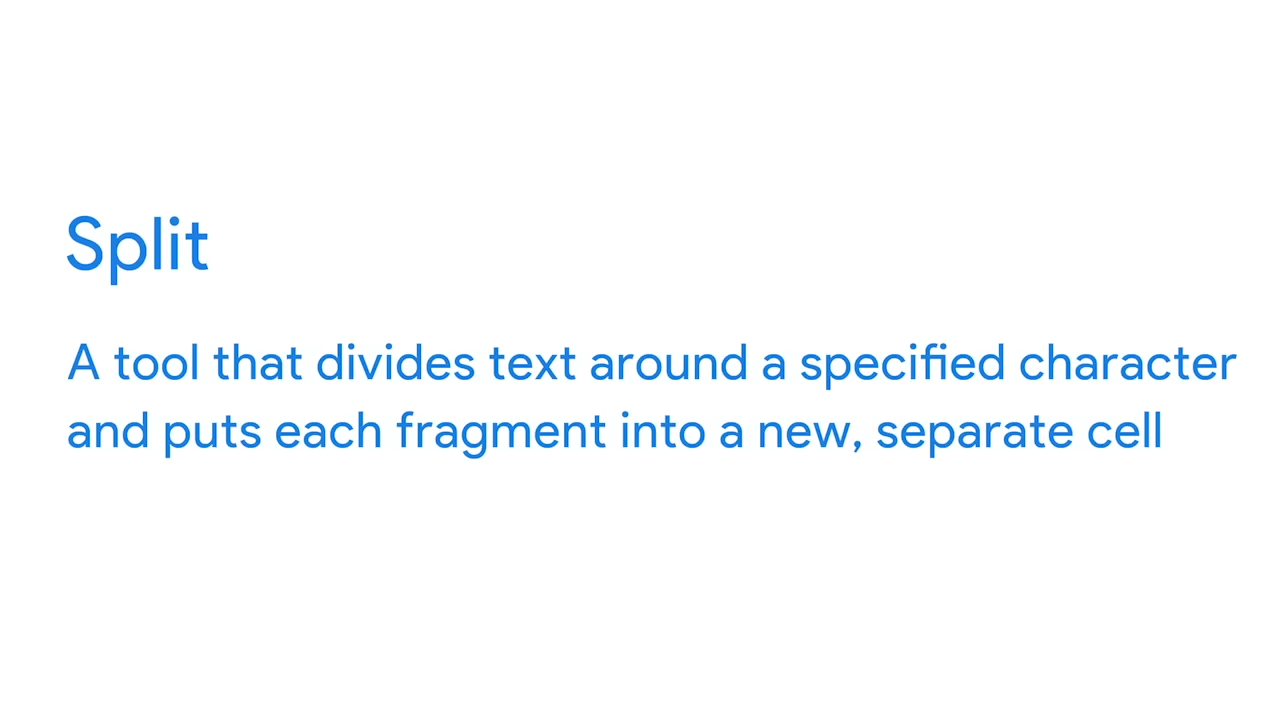 Split
A tool that divides text around a specified character
and puts each fragment into a new, separate cell